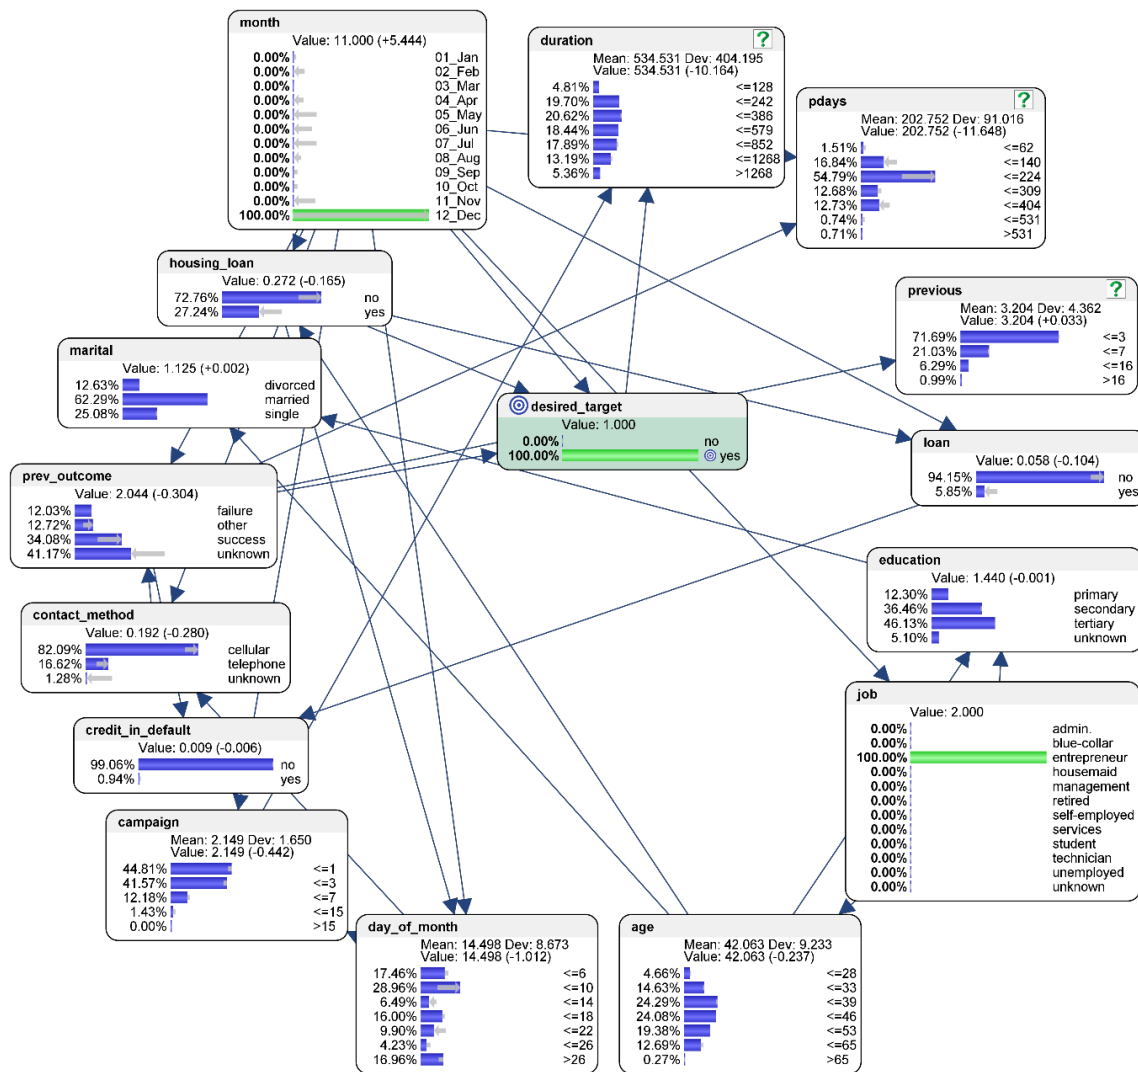 month
Value: 11.000 (+5.444)
0.00% 01_Jan
0.00% 02_Feb
0.00% 03_Mar
0.00% 04_Apr
0.00% 05_May
0.00% 06_Jun
0.00% 07_Jul
0.00% 08_Aug
0.00% 09_Sep
0.00% 10_Oct
0.00% 11_Nov
100.00% 12_Dec
duration ?
Mean: 534.531 Dev: 404.195
Value: 534.531 (-10.164)
4.81% <=128
19.70% <=242
20.62% <=386
18.44% <=579
17.89% <=852
13.19% <=1268
5.36% >1268
pdays ?
Mean: 202.752 Dev: 91.016
Value: 202.752 (-11.648)
1.51% <=62
16.84% <=140
54.79% <=224
12.68% <=309
12.73% <=404
0.74% <=531
0.71% >531
housing_loan
Value: 0.272 (-0.165)
72.76% no
27.24% yes
previous ?
Mean: 3.204 Dev: 4.362
Value: 3.204 (+0.033)
71.69% <=3
21.03% <=7
6.29% <=16
0.99% >16
marital
Value: 1.125 (+0.002)
12.63% divorced
62.29% married
25.08% single
desired_target
Value: 1.000
0.00% no
100.00% yes
loan
Value: 0.058 (-0.104)
94.15% no
5.85% yes
prev_outcome
Value: 2.044 (-0.304)
12.03% failure
12.72% other
34.08% success
41.17% unknown
education
Value: 1.440 (-0.001)
12.30% primary
36.46% secondary
46.13% tertiary
5.10% unknown
contact_method
Value: 0.192 (-0.280)
82.09% cellular
16.62% telephone
1.28% unknown
job
Value: 2.000
0.00% admin.
0.00% blue-collar
100.00% entrepreneur
0.00% housemaid
0.00% management
0.00% retired
0.00% self-employed
0.00% services
0.00% student
0.00% technician
0.00% unemployed
0.00% unknown
credit_in_default
Value: 0.009 (-0.006)
99.06% no
0.94% yes
campaign
Mean: 2.149 Dev: 1.650
Value: 2.149 (-0.442)
44.81% <=1
41.57% <=3
12.18% <=7
1.43% <=15
0.00% >15
day_of_month
Mean: 14.498 Dev: 8.673
Value: 14.498 (-1.012)
17.46% <=6
28.96% <=10
6.49% <=14
16.00% <=18
9.90% <=22
4.23% <=26
16.96% >26
age
Mean: 42.063 Dev: 9.233
Value: 42.063 (-0.237)
4.66% <=28
14.63% <=33
24.29% <=39
24.08% <=46
19.38% <=53
12.69% <=65
0.27% >65